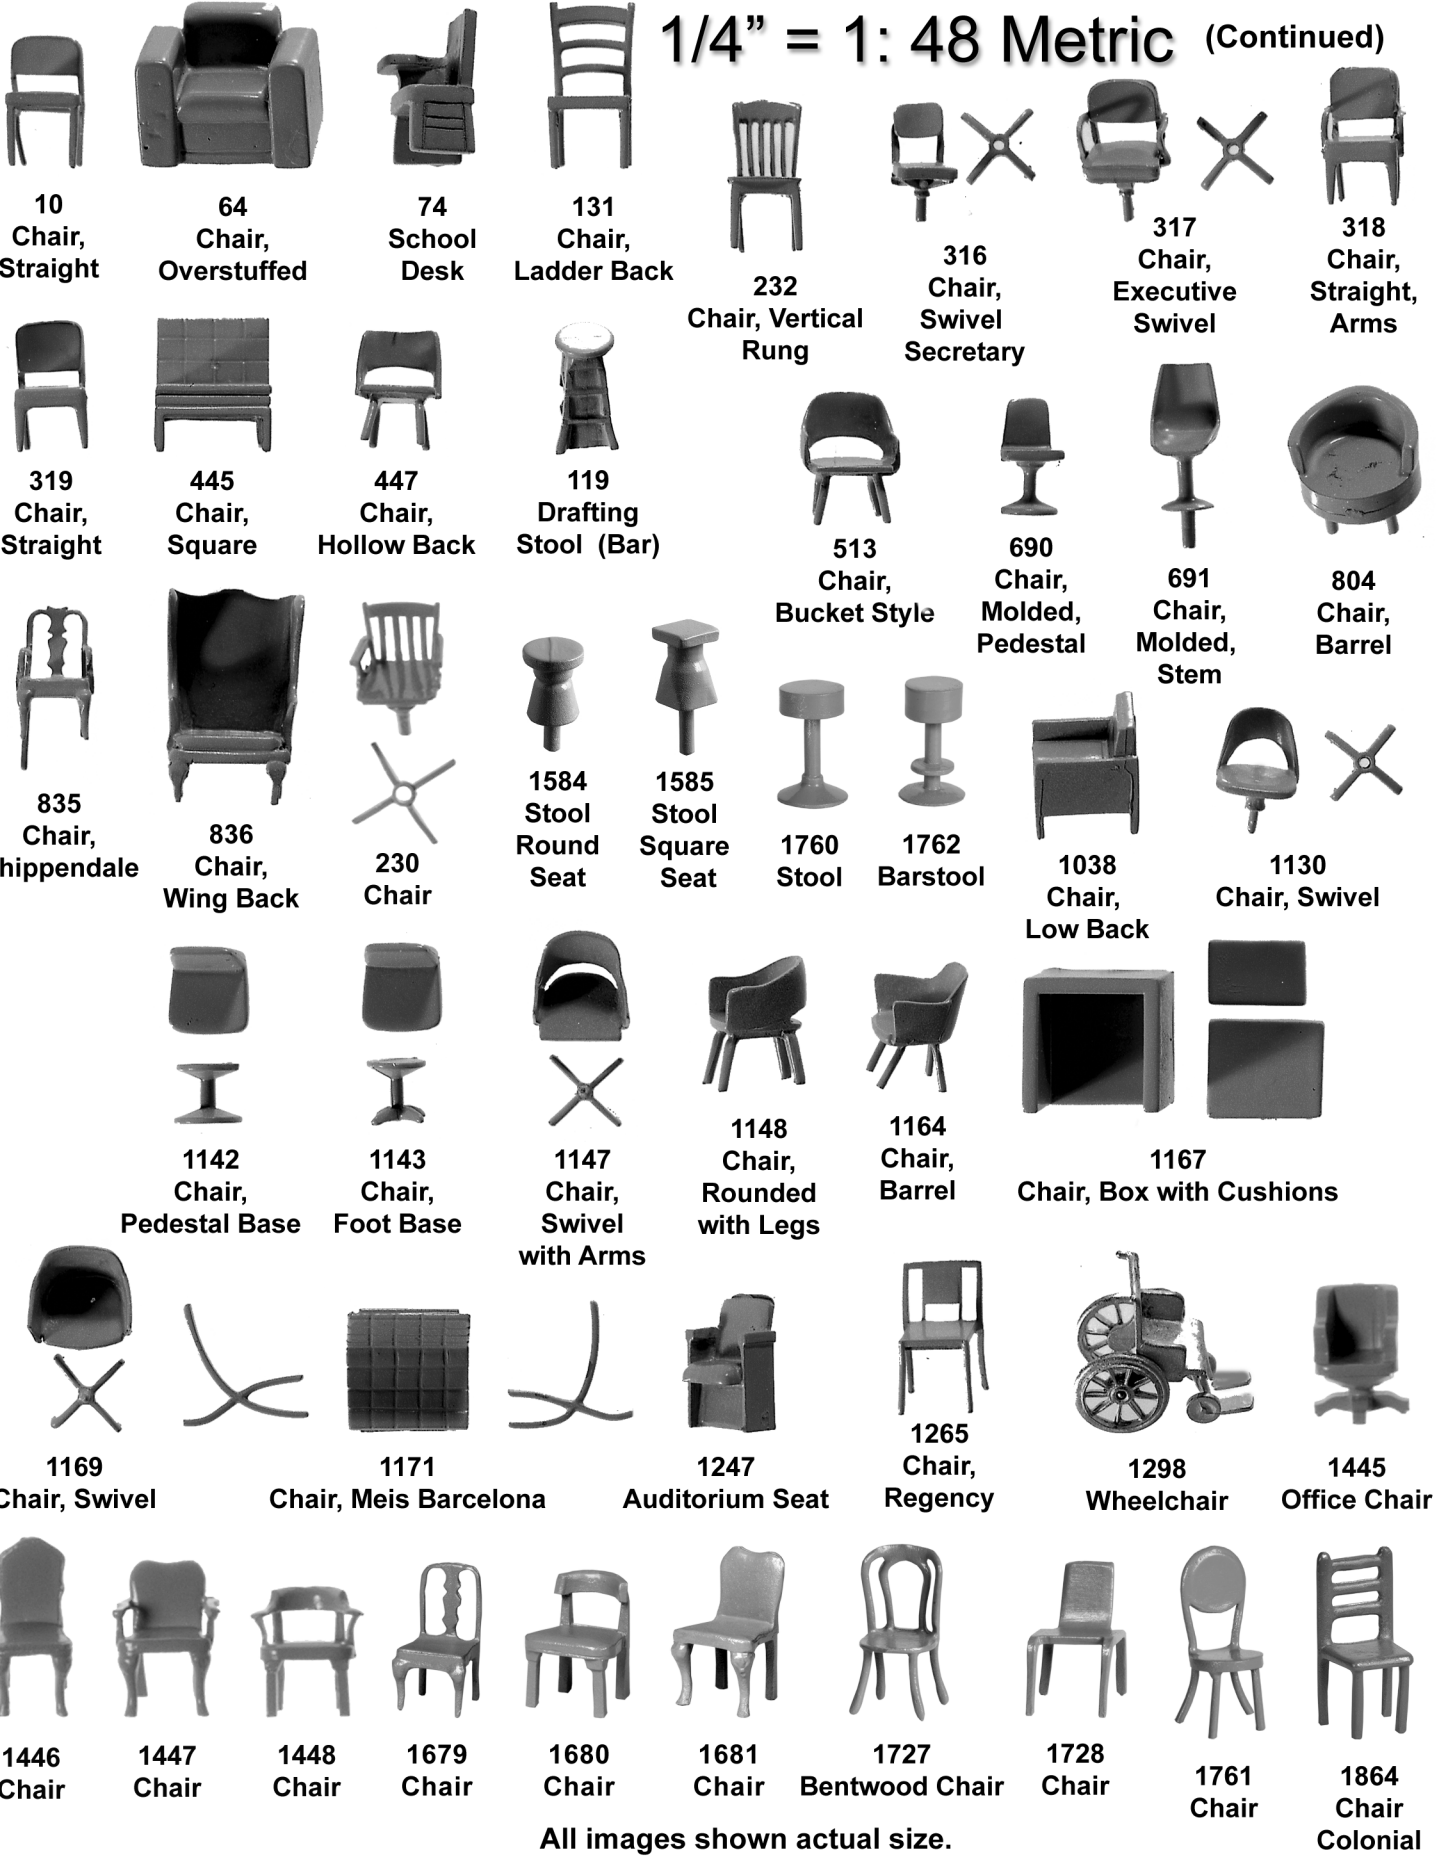 1/4” = 1: 48 Metric (Continued)
10
Chair,
Straight
64
Chair,
Overstuffed
74
School
Desk
131
Chair,
Ladder Back
232
Chair, Vertical
Rung
316
Chair,
Swivel
Secretary
317
Chair,
Executive
Swivel
318
Chair,
Straight,
Arms
319
Chair,
Straight
445
Chair,
Square
447
Chair,
Hollow Back
119
Drafting
Stool (Bar)
513
Chair,
Bucket Style
690
Chair,
Molded,
Pedestal
691
Chair,
Molded,
Stem
804
Chair,
Barrel
835
Chair,
hippendale
836
Chair,
Wing Back
230
Chair
1584
Stool
Round
Seat
1585
Stool
Square
Seat
1760
Stool
1762
Barstool
1038
Chair,
Low Back
1130
Chair, Swivel
1142
Chair,
Pedestal Base
1143
Chair,
Foot Base
1147
Chair,
Swivel
with Arms
1148
Chair,
Rounded
with Legs
1164
Chair,
Barrel
1167
Chair, Box with Cushions
1169
Chair, Swivel
1171
Chair, Meis Barcelona
1247
Auditorium Seat
1265
Chair,
Regency
1298
Wheelchair
1445
Office Chair
1446
Chair
1447
Chair
1448
Chair
1679
Chair
1680
Chair
1681
Chair
1727
Bentwood Chair
1728
Chair
1761
Chair
1864
Chair
Colonial
All images shown actual size.